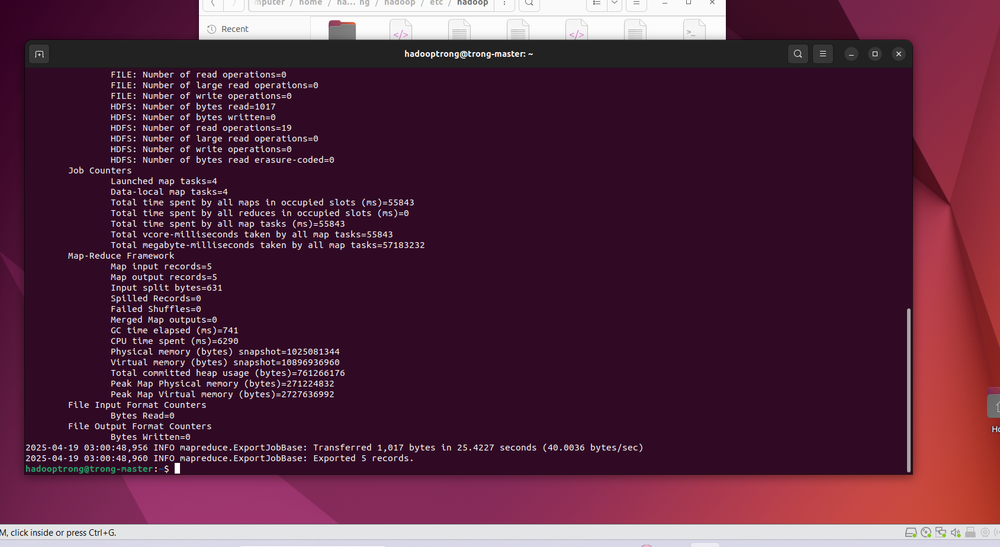 mputer / home / ha... ng / hadoop / etc / hadoop
Recent
hadooptrong@trong-master: ~
FILE: Number of read operations=0
FILE: Number of large read operations=0
FILE: Number of write operations=0
HDFS: Number of bytes read=1017
HDFS: Number of bytes written=0
HDFS: Number of read operations=19
HDFS: Number of large read operations=0
HDFS: Number of write operations=0
HDFS: Number of bytes read erasure-coded=0
Job Counters
Launched map tasks=4
Data-local map tasks=4
Total time spent by all maps in occupied slots (ms)=55843
Total time spent by all reduces in occupied slots (ms)=0
Total time spent by all map tasks (ms)=55843
Total vcore-milliseconds taken by all map tasks=55843
Total megabyte-milliseconds taken by all map tasks=57183232
Map-Reduce Framework
Map input records=5
Map output records=5
Input split bytes=631
Spilled Records=0
Failed Shuffles=0
Merged Map outputs=0
GC time elapsed (ms)=741
CPU time spent (ms)=6290
Physical memory (bytes) snapshot=1025081344
Virtual memory (bytes) snapshot=10896936960
Total committed heap usage (bytes)=761266176
Peak Map Physical memory (bytes)=271224832
Peak Map Virtual memory (bytes)=2727636992
File Input Format Counters
Bytes Read=0
File Output Format Counters
Bytes Written=0
2025-04-19 03:00:48,956 INFO mapreduce.ExportJobBase: Transferred 1,017 bytes in 25.4227 seconds (40.0036 bytes/sec)
2025-04-19 03:00:48,960 INFO mapreduce.ExportJobBase: Exported 5 records.
hadooptrong@trong-master:~$
Ho
M, click inside or press Ctrl+G.